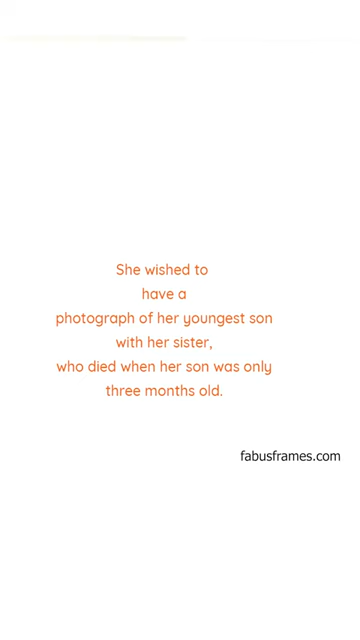 She wished to
have a
photograph of her youngest son
with her sister,
who died when her son was only
three months old.
fabusframes.com